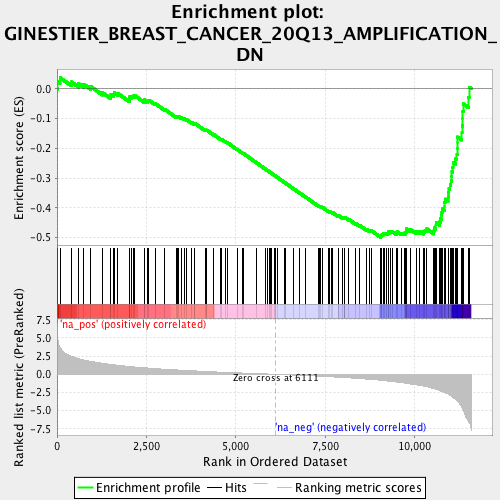 Enrichment plot:
GINESTIER_BREAST_CANCER_20Q13_AMPLIFICATION_
DN
Enrichment score (ES)
0.0
-0.1
-0.2
-0.3
-0.4
-0.5
Ranked list metric (PreRanked)
7.5
5.0
2.5
0.0
-2.5
-5.0
-7.5
'na_pos' (positively correlated)
Zero cross at 6111
'na_neg' (negatively correlated)
0
2,500
5,000
7,500
10,000
Rank in Ordered Dataset
Enrichment profile
Hits
Ranking metric scores